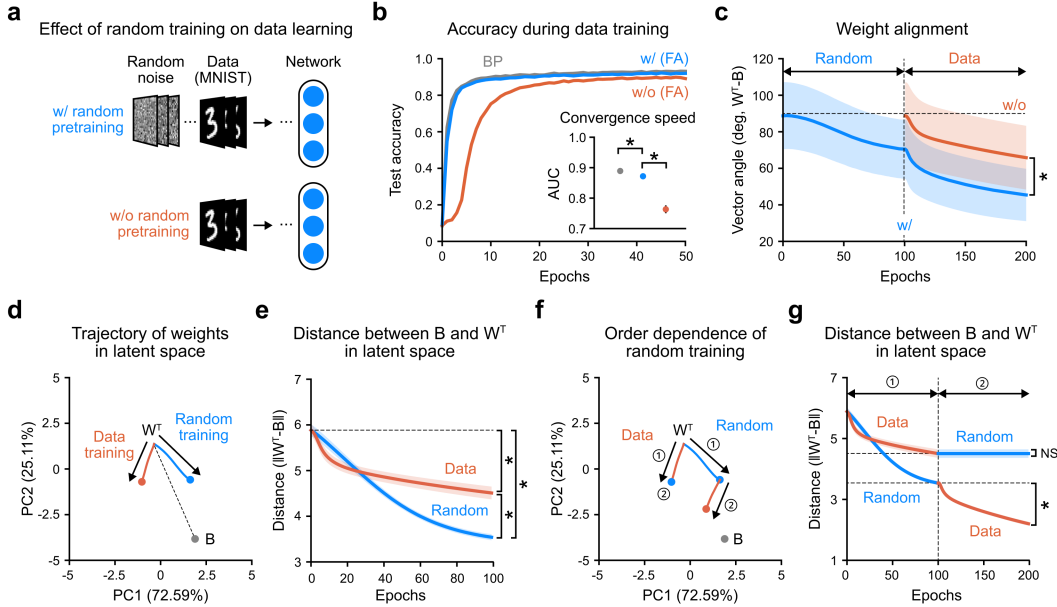 a
Effect of random training on data learning
Random
noise
Data
(MNIST)
Network
w/ random
pretraining
...
...
w/o random
pretraining
...
b
Accuracy during data training
Test accuracy
1.0
0.8
0.6
0.4
0.2
0
0
10
20
30
40
50
Epochs
BP
w/ (FA)
w/o (FA)
Convergence speed
AUC
1.0
0.9
0.8
0.7
*
*
c
Weight alignment
Vector angle (deg, Wᵀ-B)
120
100
80
60
40
20
0
50
100
150
200
Epochs
Random
Data
w/o
w/
*
d
Trajectory of weights
in latent space
PC2 (25.11%)
5
2.5
0
-2.5
-5
-5
-2.5
0
2.5
5
PC1 (72.59%)
Wᵀ
Data
training
Random
training
B
e
Distance between B and Wᵀ
in latent space
Distance (||Wᵀ-B||)
7
6
5
4
3
0
20
40
60
80
100
Epochs
Data
Random
*
*
*
f
Order dependence of
random training
PC2 (25.11%)
5
2.5
0
-2.5
-5
-5
-2.5
0
2.5
5
PC1 (72.59%)
Data
Wᵀ
Random
①
①
②
②
B
g
Distance between B and Wᵀ
in latent space
Distance (||Wᵀ-B||)
7
5
3
1
0
50
100
150
200
Epochs
①
②
Data
Random
Random
Data
NS
*